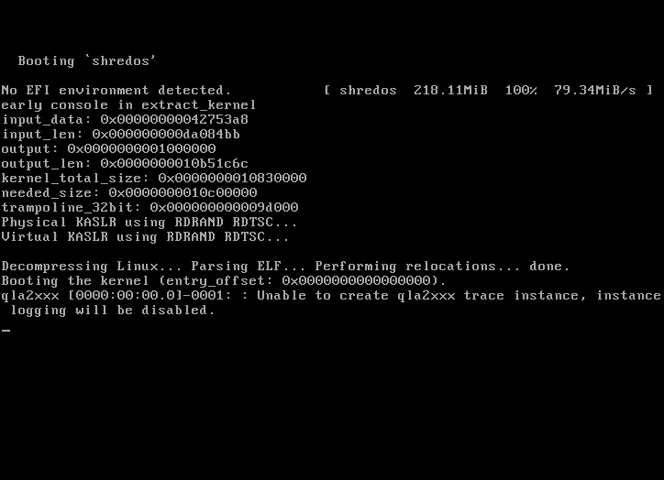 Booting `shredos'
No EFI environment detected. [ shredos 218.11MiB 100% 79.34MiB/s ]
early console in extract_kernel
input_data: 0x00000000042753a8
input_len: 0x000000000da084bb
output: 0x0000000001000000
output_len: 0x0000000010b51c6c
kernel_total_size: 0x0000000010830000
needed_size: 0x0000000010c00000
trampoline_32bit: 0x000000000009d000
Physical KASLR using RDRAND RDTSC...
Virtual KASLR using RDRAND RDTSC...
Decompressing Linux... Parsing ELF... Performing relocations... done.
Booting the kernel (entry_offset: 0x0000000000000000).
qla2xxx [0000:00:00.0]-0001: : Unable to create qla2xxx trace instance, instance
logging will be disabled.
_